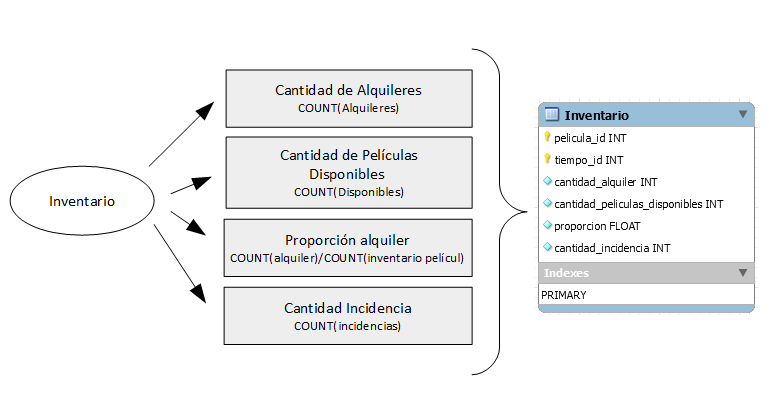 Inventario
Cantidad de Alquileres
COUNT(Alquileres)
Cantidad de Películas
Disponibles
COUNT(Disponibles)
Proporción alquiler
COUNT(alquiler)/COUNT(inventario películ)
Cantidad Incidencia
COUNT(incidencias)
Inventario
pelicula_id INT
tiempo_id INT
cantidad_alquiler INT
cantidad_peliculas_disponibles INT
proporcion FLOAT
cantidad_incidencia INT
Indexes
PRIMARY